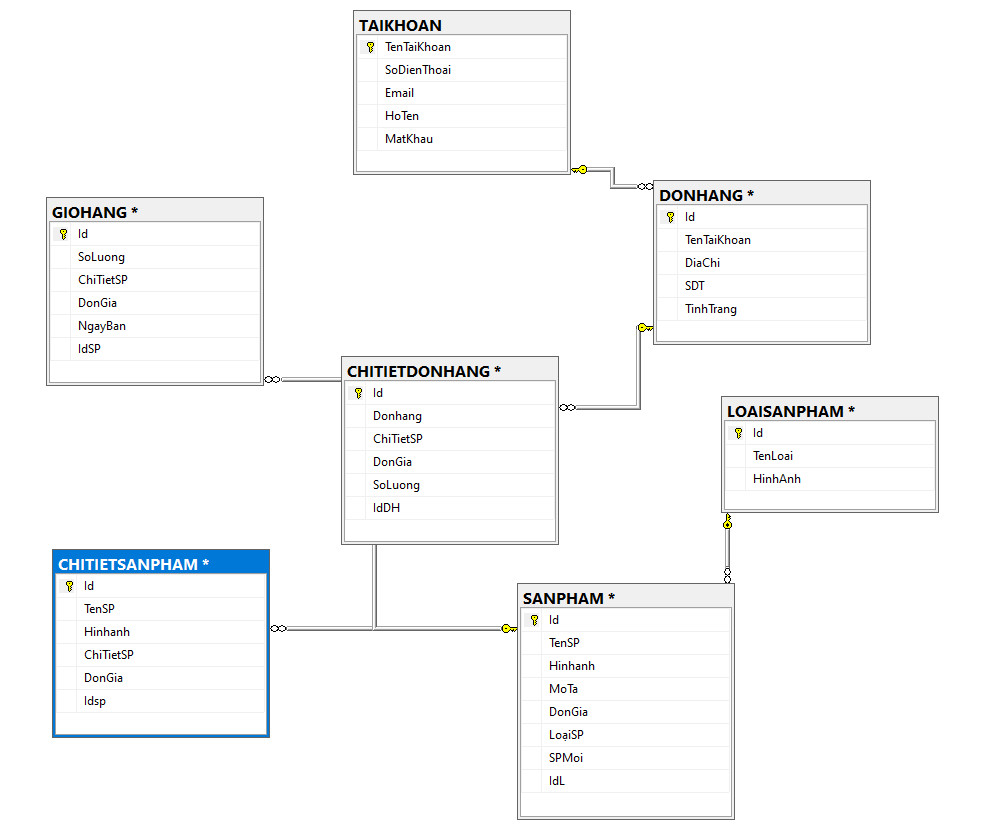 TAIKHOAN
TenTaiKhoan
SoDienThoai
Email
HoTen
MatKhau
DONHANG *
Id
TenTaiKhoan
DiaChi
SDT
TinhTrang
GIOHANG *
Id
SoLuong
ChiTietSP
DonGia
NgayBan
IdSP
CHITIETDONHANG *
Id
Donhang
ChiTietSP
DonGia
SoLuong
IdDH
LOAISANPHAM *
Id
TenLoai
HinhAnh
CHITIETSANPHAM *
Id
TenSP
Hinhanh
ChiTietSP
DonGia
Idsp
SANPHAM *
Id
TenSP
Hinhanh
MoTa
DonGia
LoạiSP
SPMoi
IdL